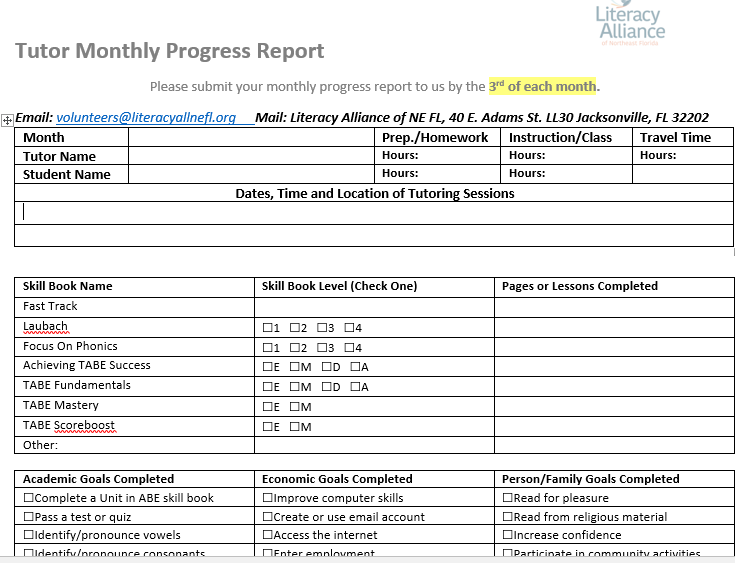 Literacy
Alliance
of Northeast Florida
Tutor Monthly Progress Report
Please submit your monthly progress report to us by the 3rd of each month.
Email: volunteers@literacyallnefl.org Mail: Literacy Alliance of NE FL, 40 E. Adams St. LL30 Jacksonville, FL 32202
Month Prep./Homework Instruction/Class Travel Time
Tutor Name Hours: Hours: Hours:
Student Name Hours: Hours:
Dates, Time and Location of Tutoring Sessions
Skill Book Name Skill Book Level (Check One) Pages or Lessons Completed
Fast Track
Laubach ☐1 ☐2 ☐3 ☐4
Focus On Phonics ☐1 ☐2 ☐3 ☐4
Achieving TABE Success ☐E ☐M ☐D ☐A
TABE Fundamentals ☐E ☐M ☐D ☐A
TABE Mastery ☐E ☐M
TABE Scoreboost ☐E ☐M
Other:
Academic Goals Completed Economic Goals Completed Person/Family Goals Completed
☐Complete a Unit in ABE skill book ☐Improve computer skills ☐Read for pleasure
☐Pass a test or quiz ☐Create or use email account ☐Read from religious material
☐Identify/pronounce vowels ☐Access the internet ☐Increase confidence
☐Identify/pronounce consonants ☐Enter employment ☐Participate in community activities